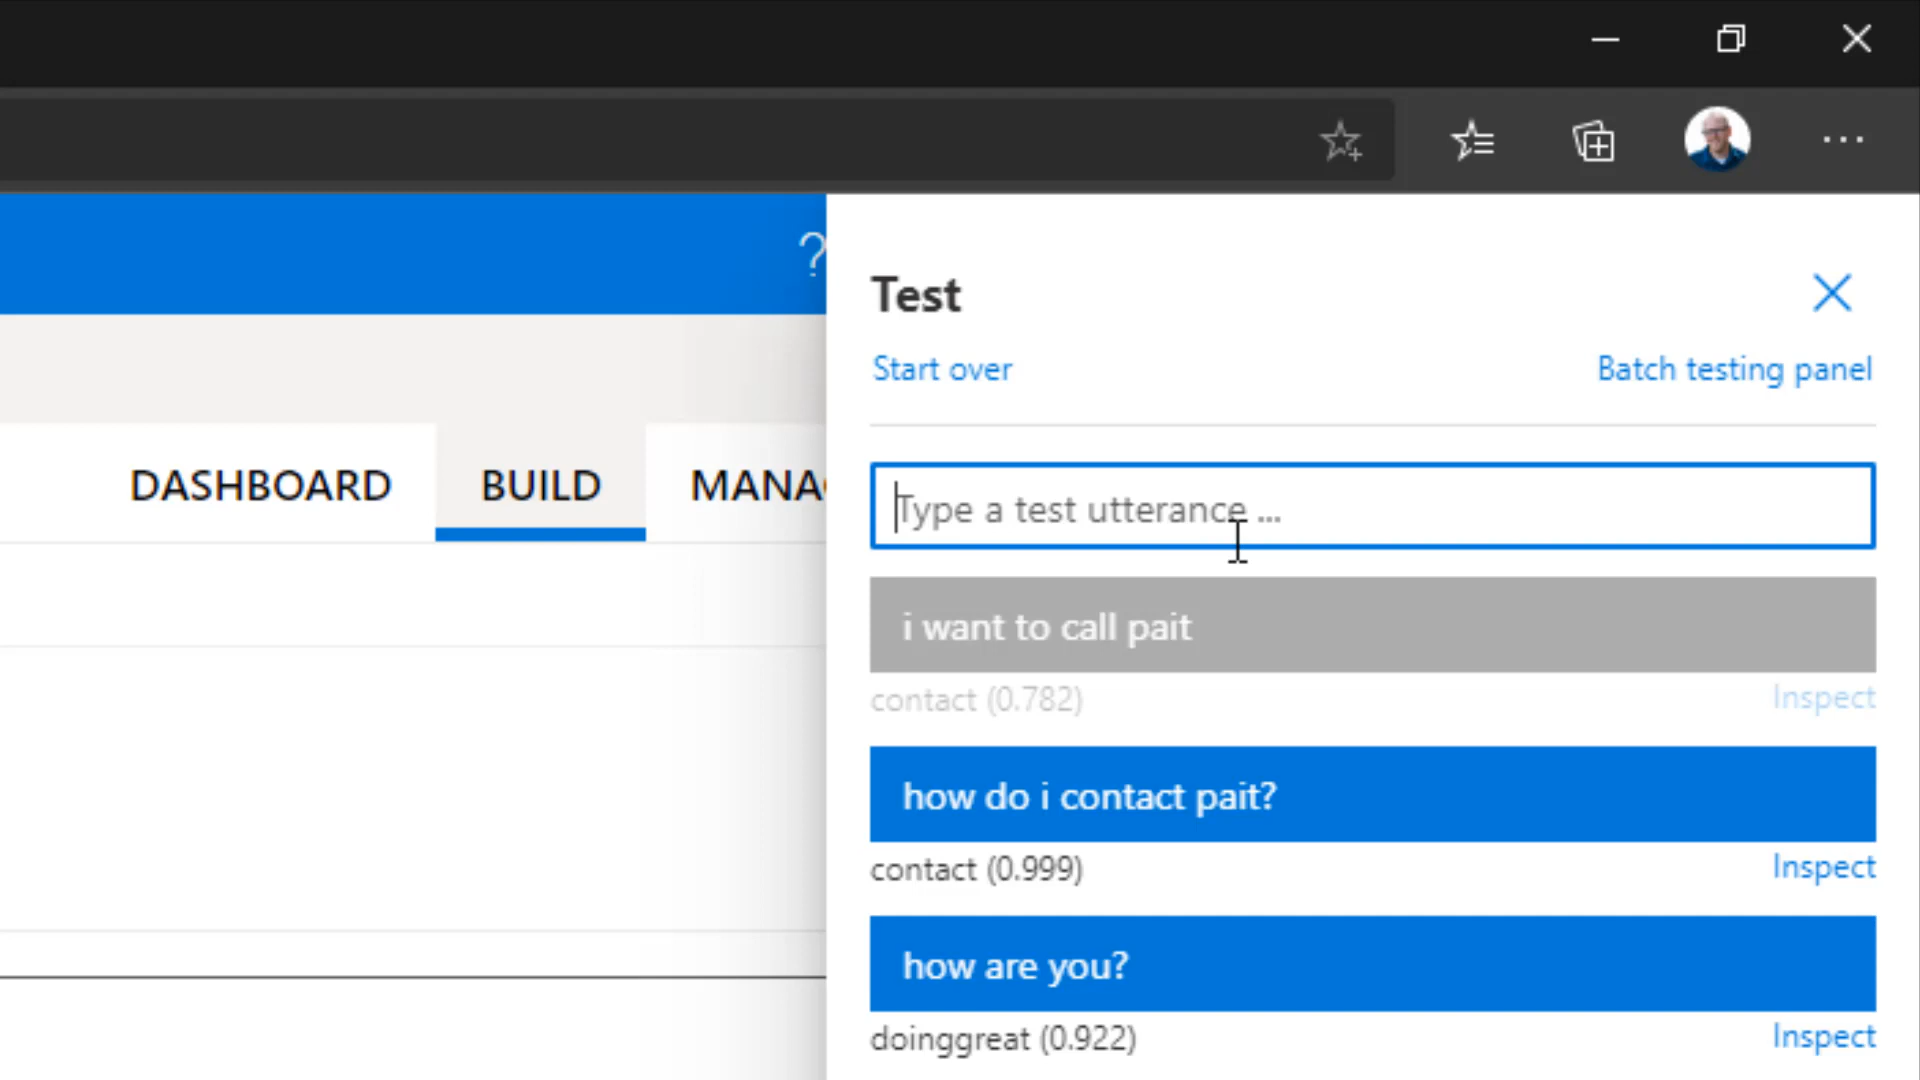 ?
Test
Start over
Batch testing panel
DASHBOARD
BUILD
MANA
Type a test utterance ...
i want to call pait
contact (0.782)
Inspect
how do i contact pait?
contact (0.999)
Inspect
how are you?
doinggreat (0.922)
Inspect